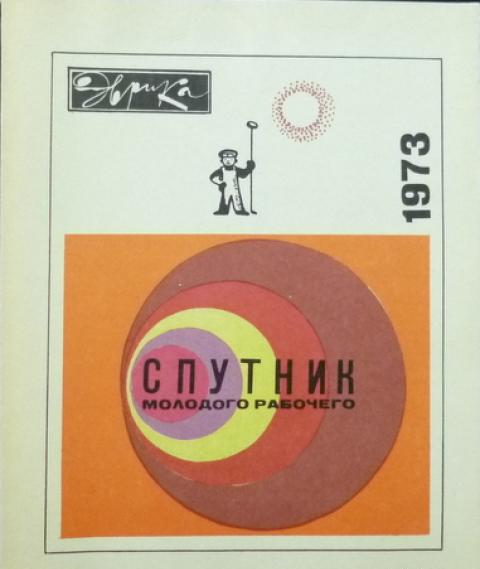 Эврика
1973
СПУТНИК
МОЛОДОГО РАБОЧЕГО